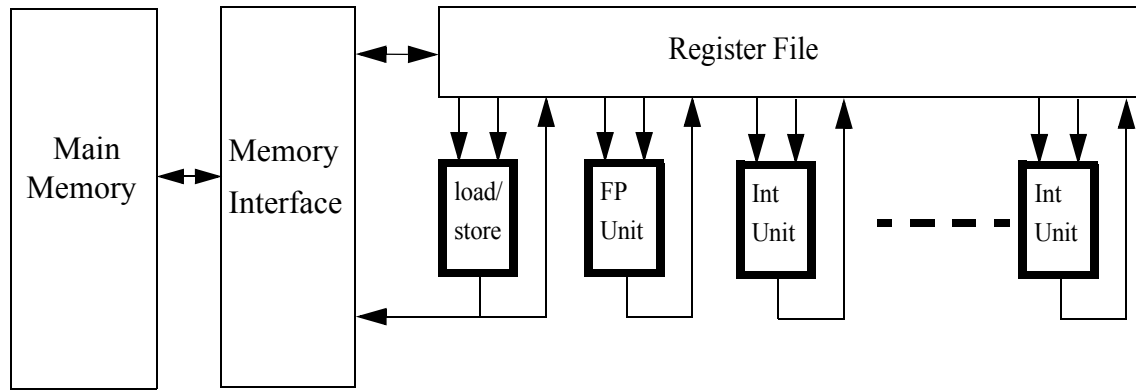 Main
Memory
Memory
Interface
Register File
load/
store
FP
Unit
Int
Unit
Int
Unit